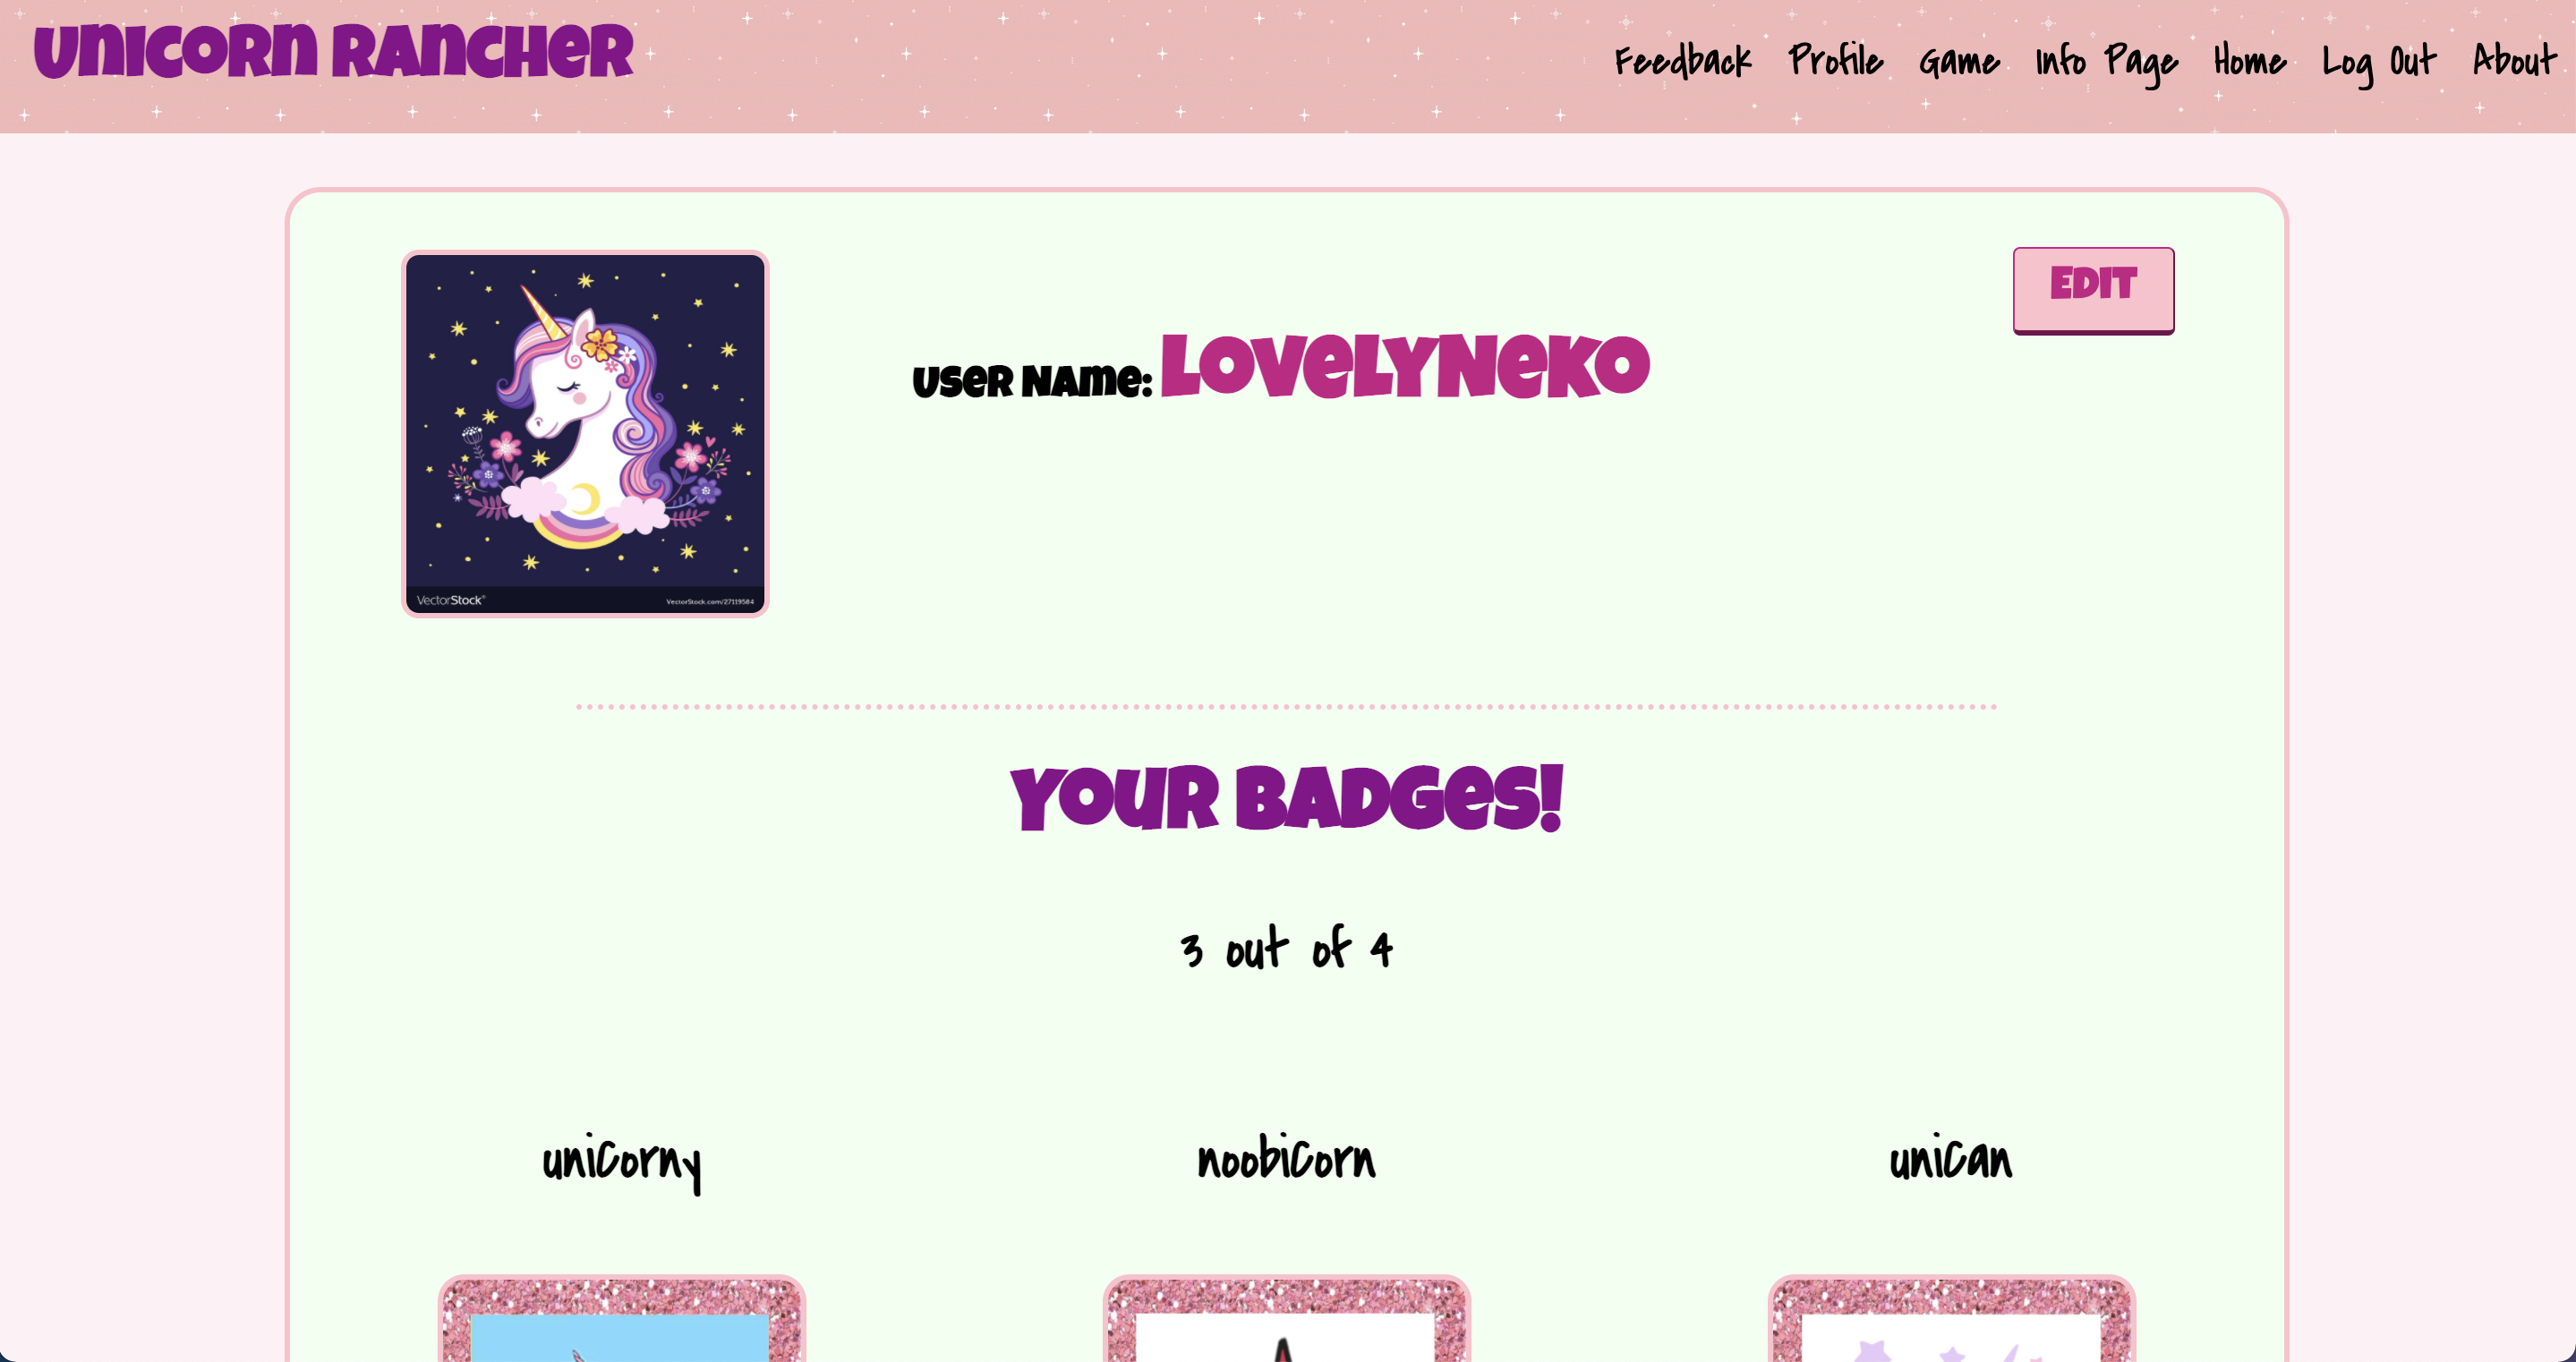 Unicorn Rancher
Feedback Profile Game Info Page Home Log Out About
EDIT
User Name: LovelyNeko
VectorStock®
VectorStock.com/27119584
Your Badges!
3 out of 4
unicorny noobicorn unican